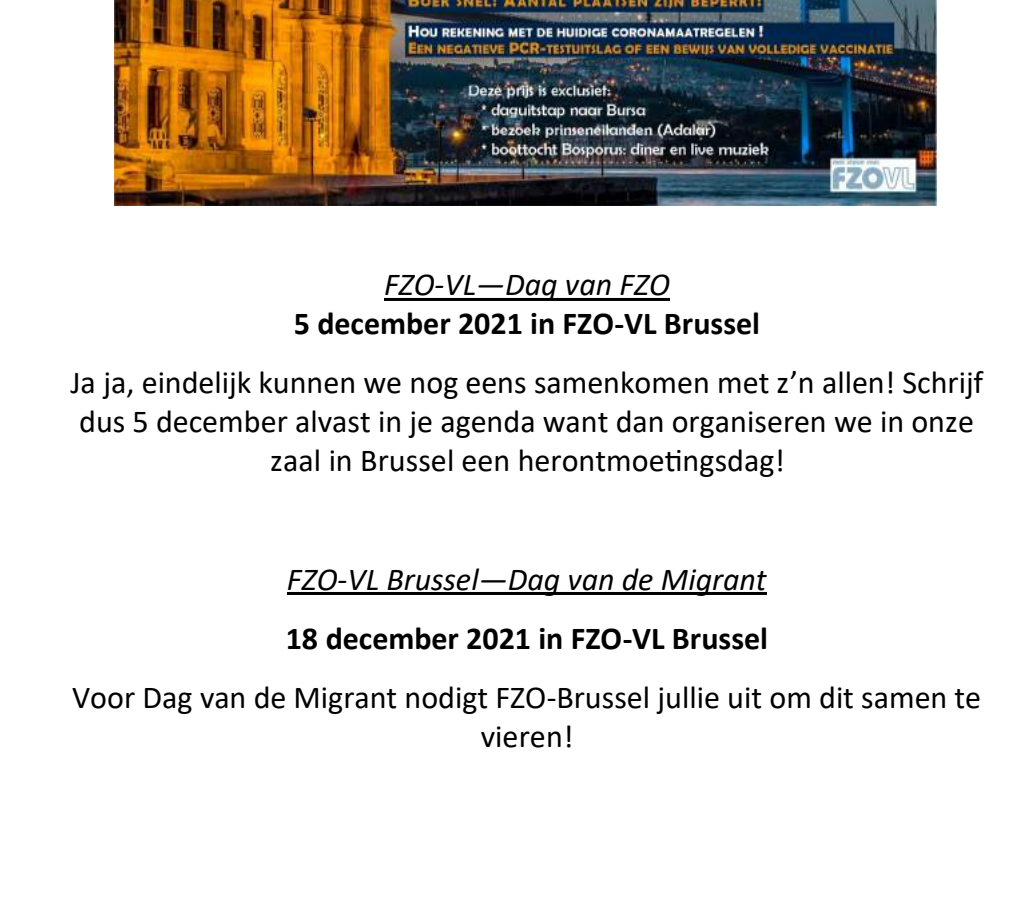 BOEK SNEL! AANTAL PLAATSEN ZIJN BEPERKT!
HOU REKENING MET DE HUIDIGE CORONAMAATREGELEN !
EEN NEGATIEVE PCR-TESTUITSLAG OF EEN BEWIJS VAN VOLLEDIGE VACCINATIE
Deze prijs is exclusief:
* daguitstap naar Bursa
* bezoek prinseneilanden (Adalar)
* boottocht Bosporus: diner en live muziek
FZOVL
FZO-VL—Dag van FZO
5 december 2021 in FZO-VL Brussel
Ja ja, eindelijk kunnen we nog eens samenkomen met z’n allen! Schrijf
dus 5 december alvast in je agenda want dan organiseren we in onze
zaal in Brussel een herontmoetingsdag!
FZO-VL Brussel—Dag van de Migrant
18 december 2021 in FZO-VL Brussel
Voor Dag van de Migrant nodigt FZO-Brussel jullie uit om dit samen te
vieren!